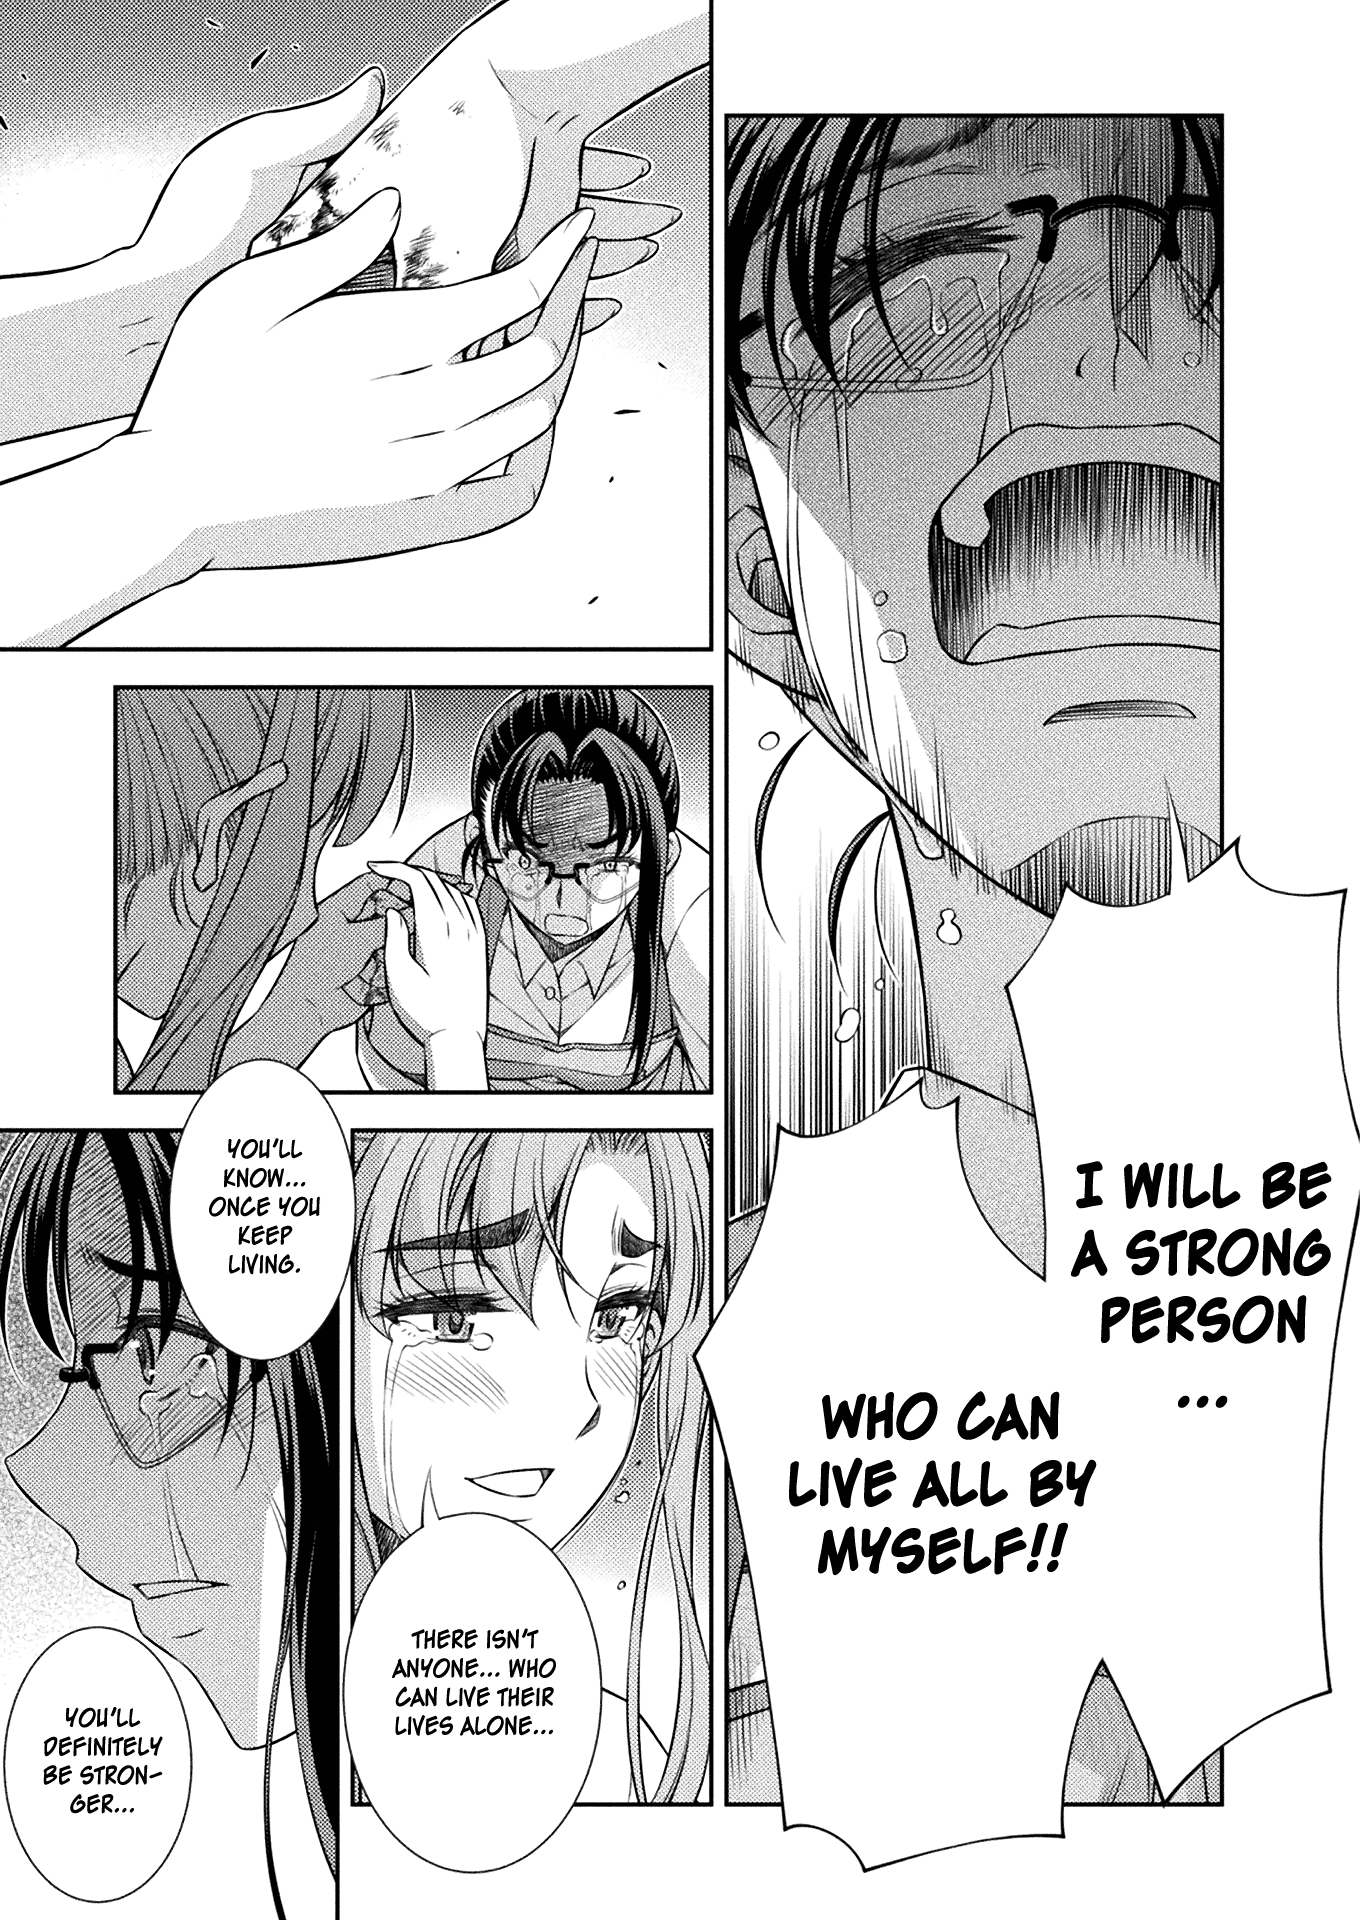 I WILL BE
A STRONG
PERSON
...
WHO CAN
LIVE ALL BY
MYSELF!!
THERE ISN'T
ANYONE... WHO
CAN LIVE THEIR
LIVES ALONE...
YOU'LL
KNOW...
ONCE YOU
KEEP
LIVING.
YOU'LL
DEFINITELY
BE STRON-
GER...